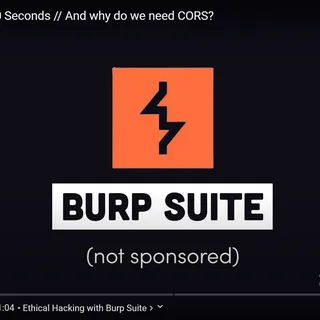 Seconds // And why do we need CORS?
BURP SUITE
(not sponsored)
:04 • Ethical Hacking with Burp Suite >